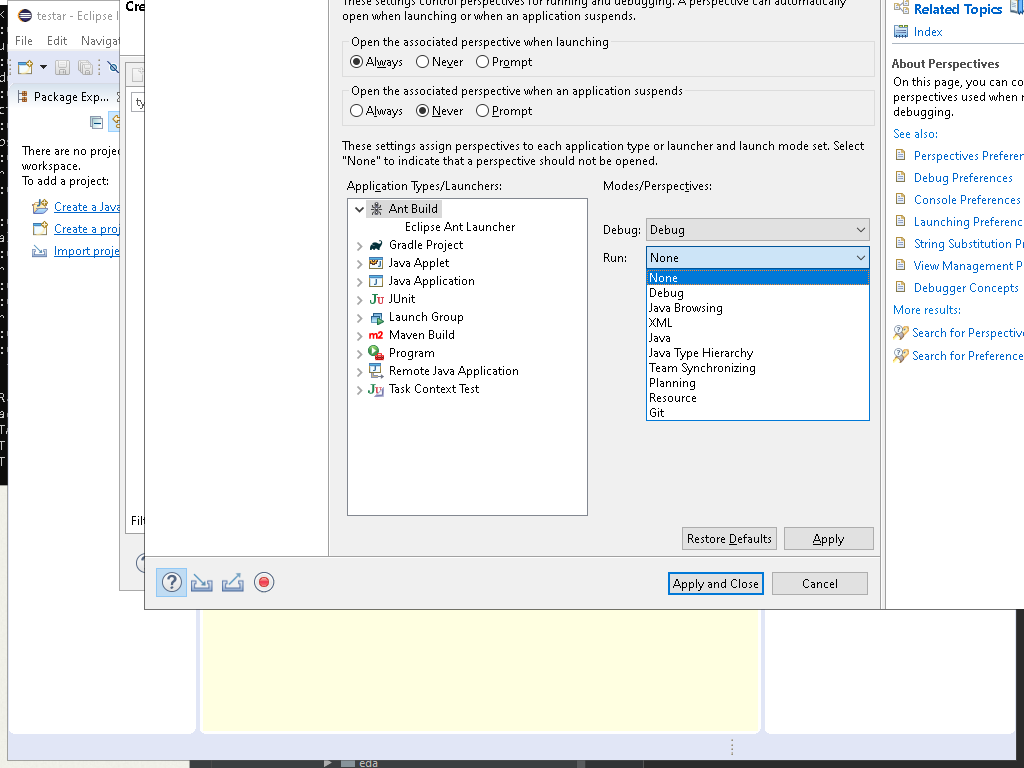 testar - Eclipse I
Cre
File Edit Navigat
Package Exp...
ty
There are no proje
workspace.
To add a project:
Create a Java
Create a proj
Import proje
Filt
These settings control perspectives for running and debugging. A perspective can automatically
open when launching or when an application suspends.
Open the associated perspective when launching
Always Never Prompt
Open the associated perspective when an application suspends
Always Never Prompt
These settings assign perspectives to each application type or launcher and launch mode set. Select
"None" to indicate that a perspective should not be opened.
Application Types/Launchers:
Ant Build
Eclipse Ant Launcher
Gradle Project
Java Applet
Java Application
JUnit
Launch Group
Maven Build
Program
Remote Java Application
Task Context Test
Modes/Perspectives:
Debug: Debug
Run: None
None
Debug
Java Browsing
XML
Java
Java Type Hierarchy
Team Synchronizing
Planning
Resource
Git
Restore Defaults Apply
Apply and Close Cancel
Related Topics
Index
About Perspectives
On this page, you can co
perspectives used when r
debugging.
See also:
Perspectives Preferen
Debug Preferences
Console Preferences
Launching Preferenc
String Substitution Pr
View Management P
Debugger Concepts
More results:
Search for Perspective
Search for Preference
eda